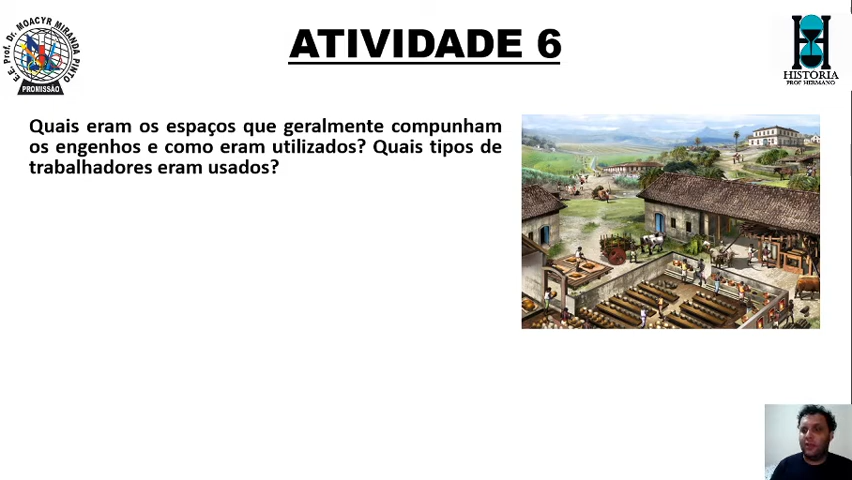 E.E. Prof. Dr. MOACYR MIRANDA PINTO
PROMISSÃO
ATIVIDADE 6
HISTORIA
PROF HERMANO
Quais eram os espaços que geralmente compunham
os engenhos e como eram utilizados? Quais tipos de
trabalhadores eram usados?